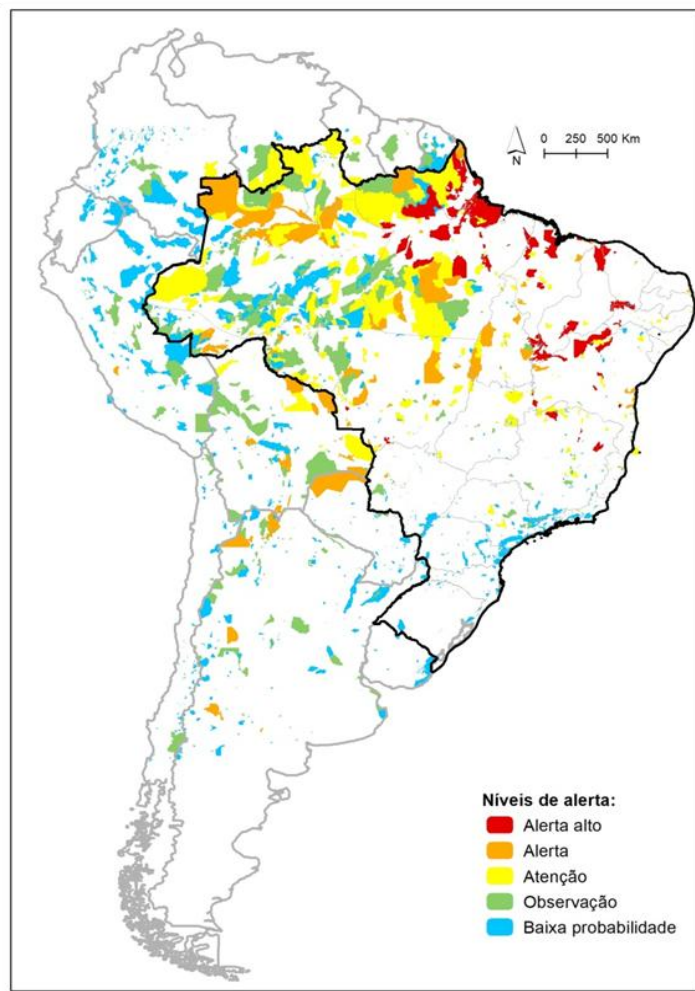 N
0 250 500 Km
Níveis de alerta:
Alerta alto
Alerta
Atenção
Observação
Baixa probabilidade